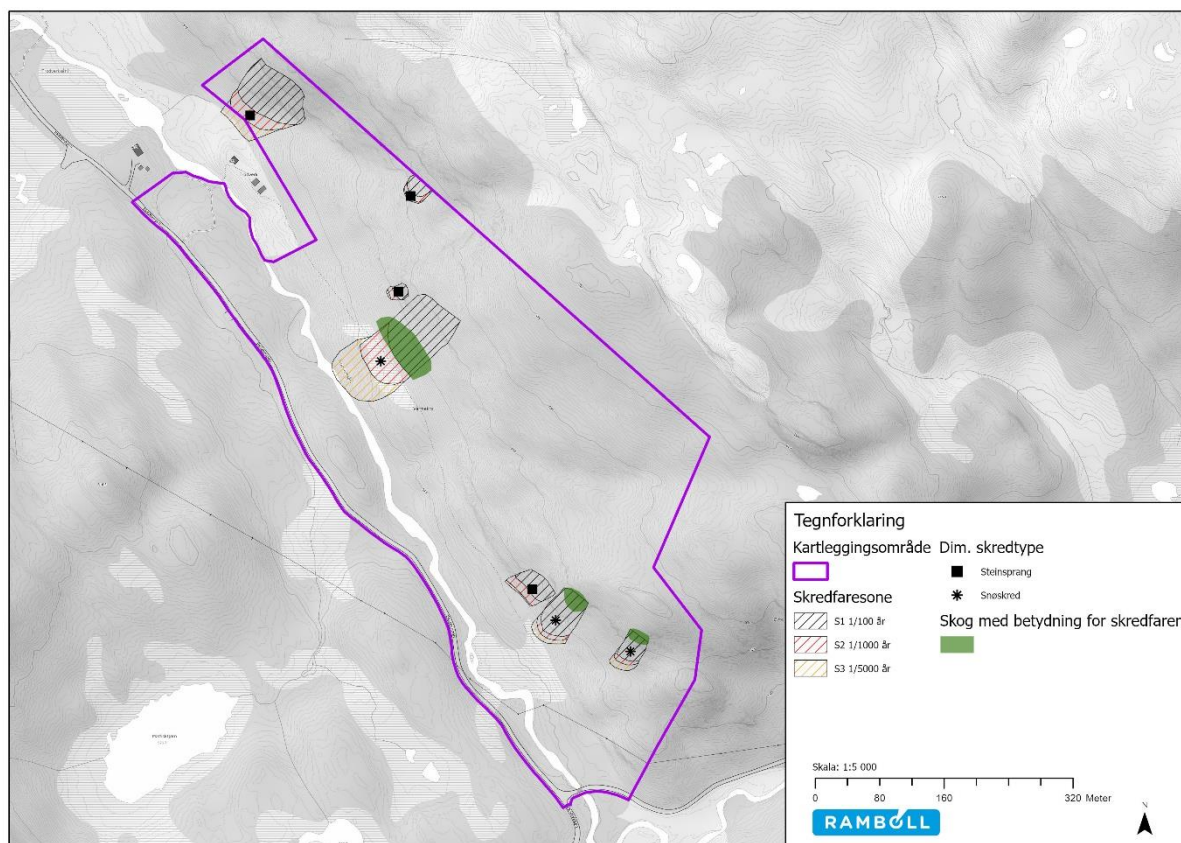 Tegnforklaring
Kartleggingsområde
Dim. skredtype
Steinsprang
Snøskred
Skredfaresone
S1 1/100 år
S2 1/1000 år
S3 1/5000 år
Skog med betydning for skredfaren
Skala: 1:5 000
0 80 160 320 Meter
RAMBOLL
N